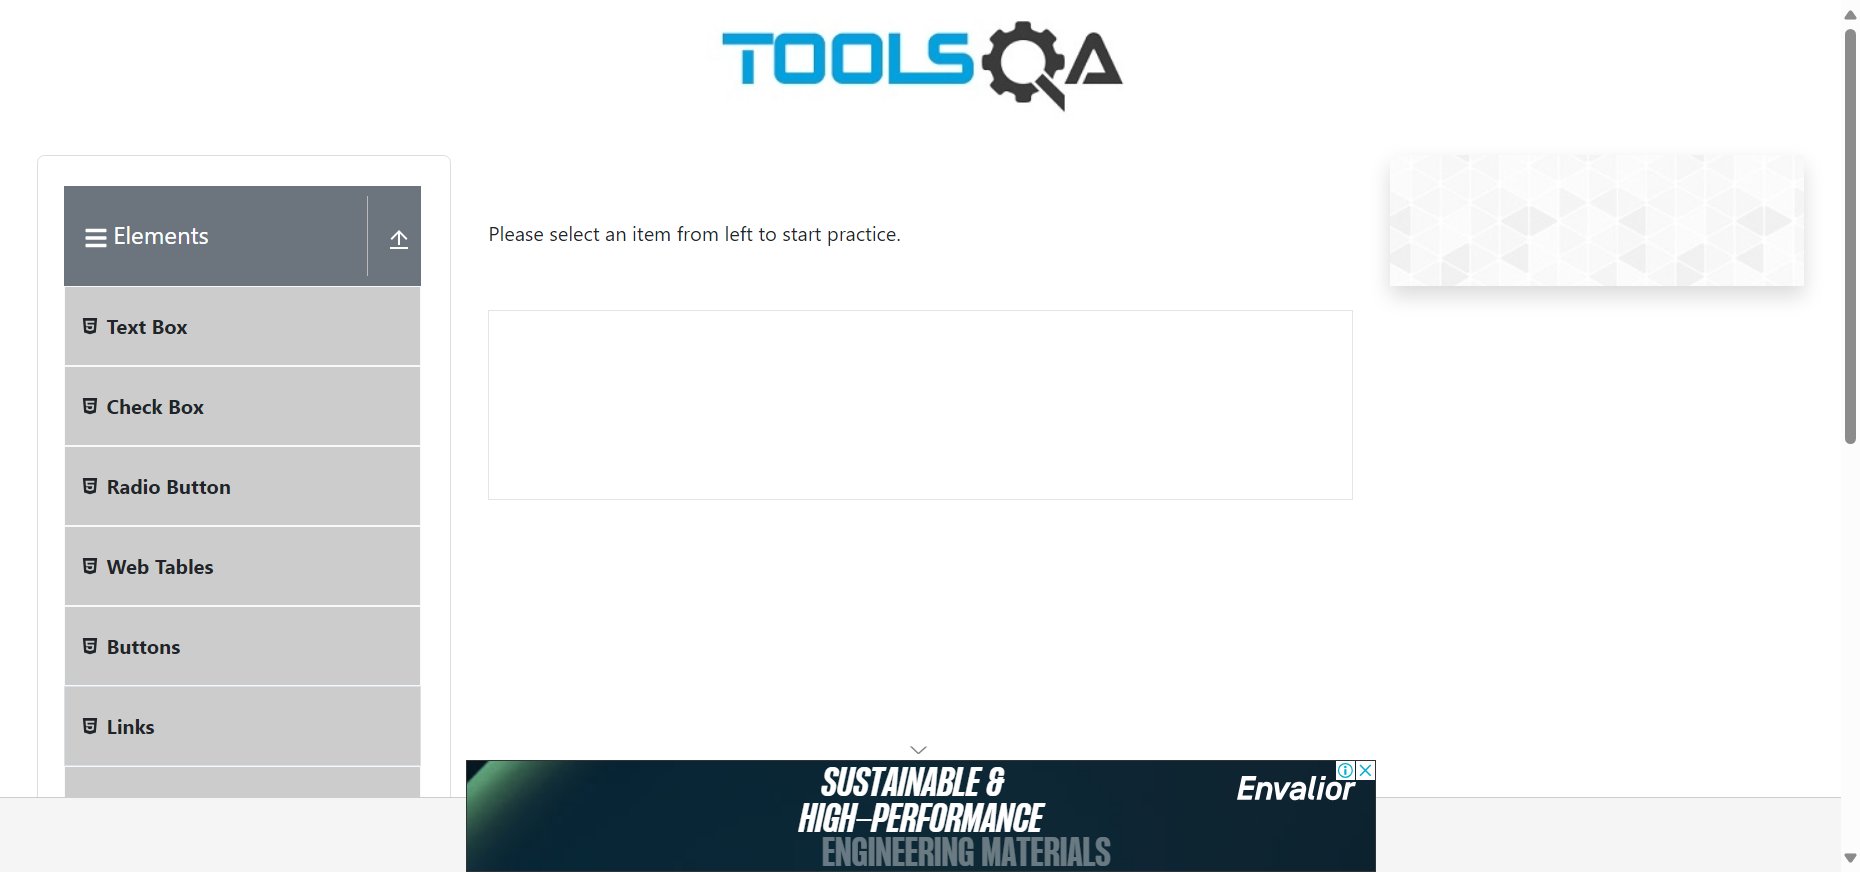 TOOLSQA
Elements
Please select an item from left to start practice.
Text Box
Check Box
Radio Button
Web Tables
Buttons
Links
SUSTAINABLE &
HIGH–PERFORMANCE
ENGINEERING MATERIALS
Envalior